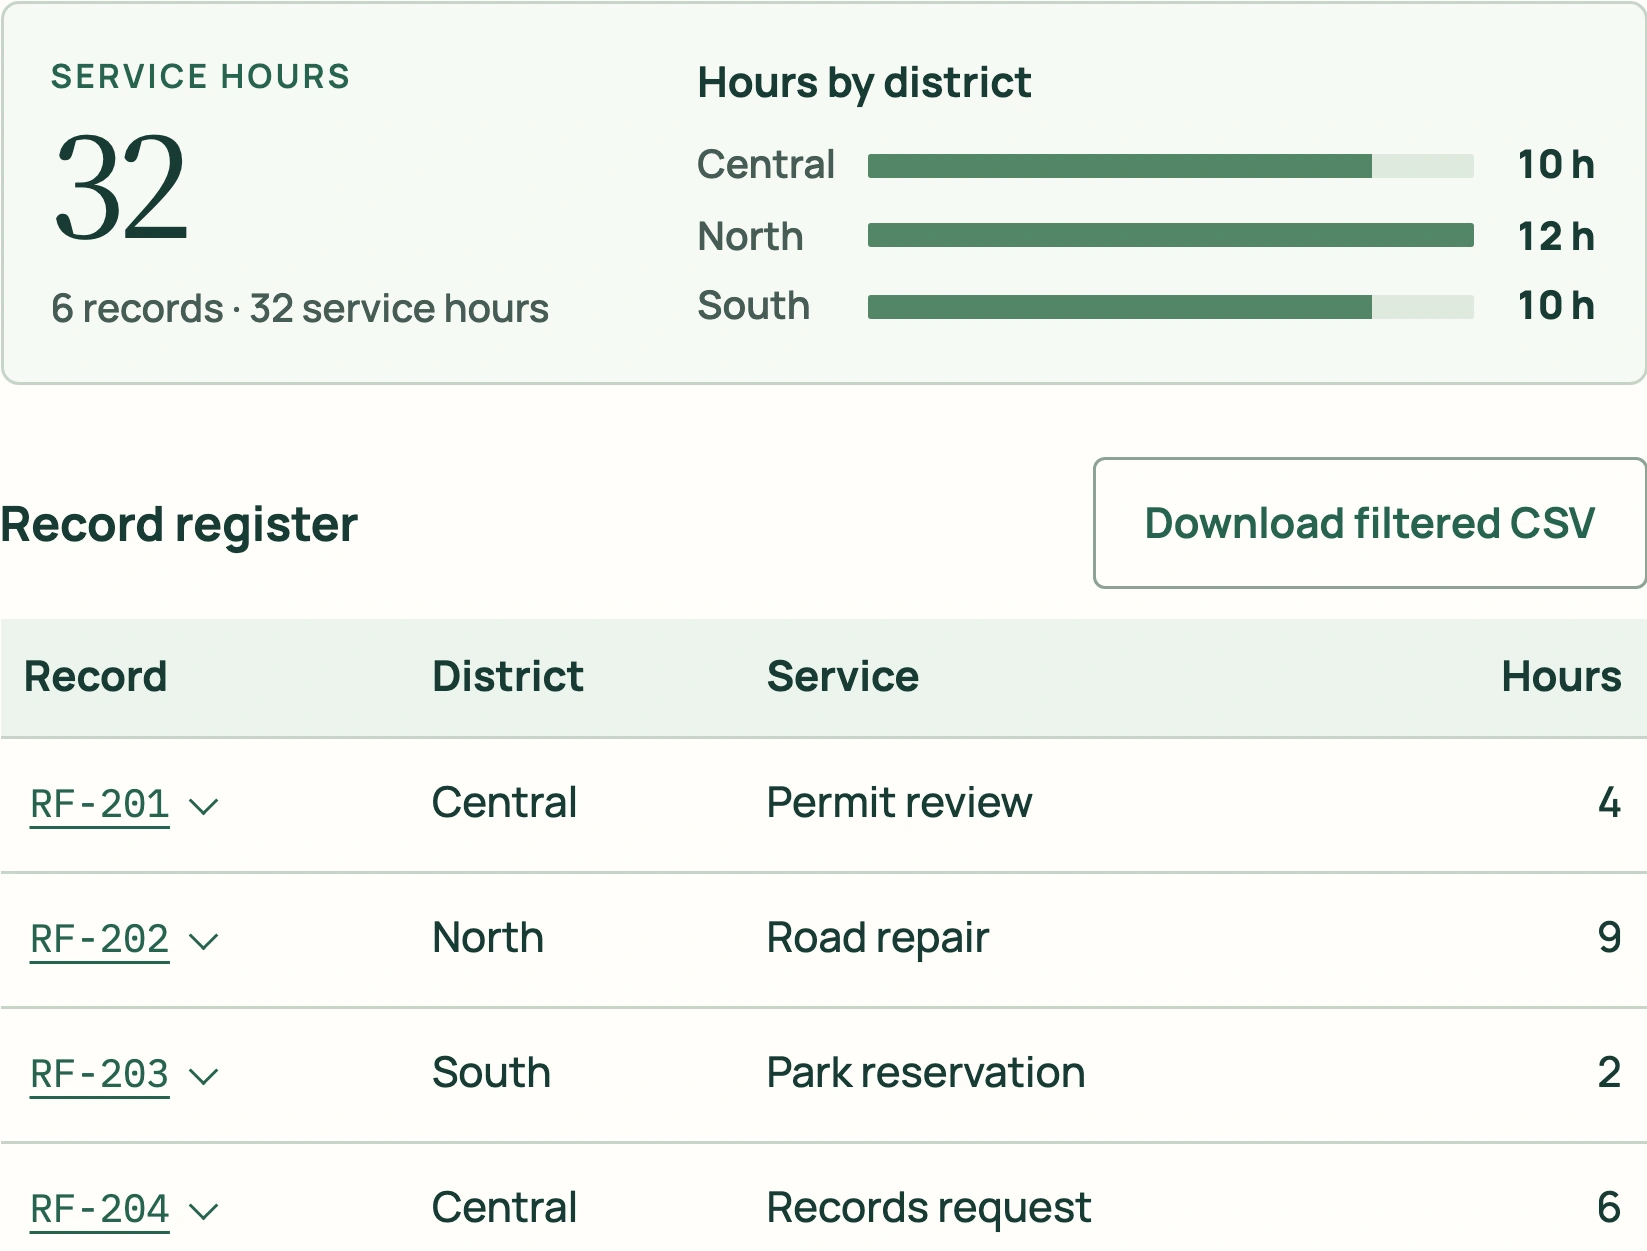 SERVICE HOURS
32
6 records · 32 service hours
Hours by district
Central 10 h
North 12 h
South 10 h
Record register
Download filtered CSV
Record District Service Hours
RF-201 Central Permit review 4
RF-202 North Road repair 9
RF-203 South Park reservation 2
RF-204 Central Records request 6